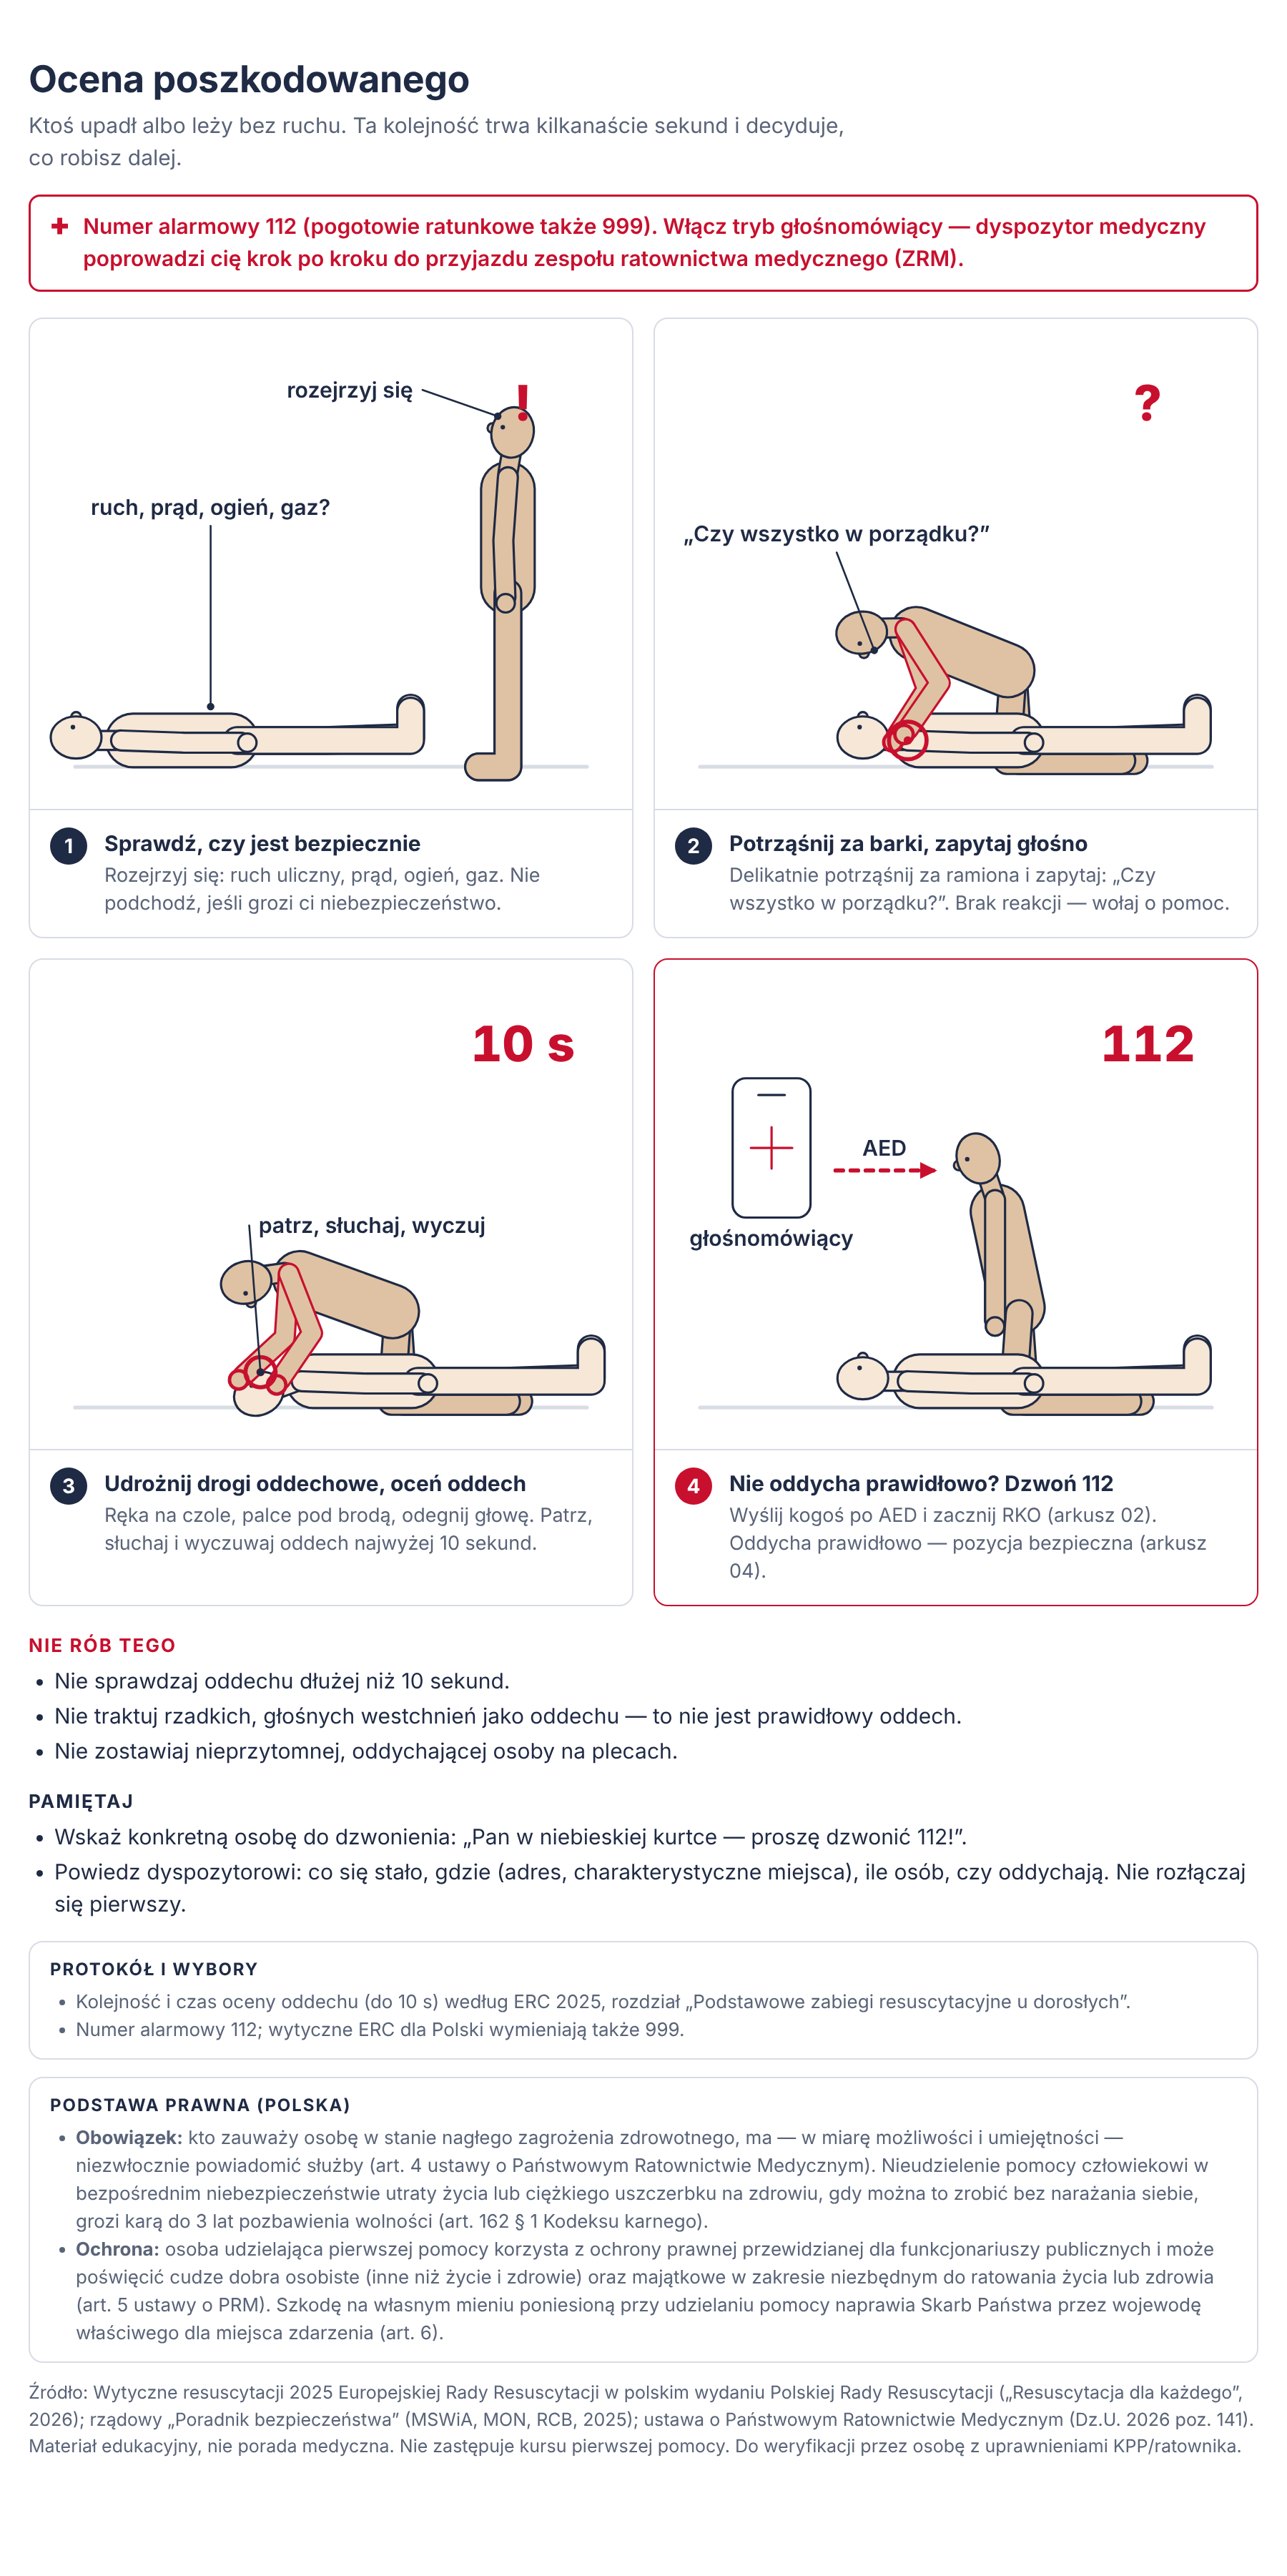 Ocena poszkodowanego
Ktoś upadł albo leży bez ruchu. Ta kolejność trwa kilkanaście sekund i decyduje,
co robisz dalej.
Numer alarmowy 112 (pogotowie ratunkowe także 999). Włącz tryb głośnomówiący — dyspozytor medyczny
poprowadzi cię krok po kroku do przyjazdu zespołu ratownictwa medycznego (ZRM).
rozejrzyj się
!
ruch, prąd, ogień, gaz?
1
Sprawdź, czy jest bezpiecznie
Rozejrzyj się: ruch uliczny, prąd, ogień, gaz. Nie
podchodź, jeśli grozi ci niebezpieczeństwo.
?
„Czy wszystko w porządku?”
2
Potrząśnij za barki, zapytaj głośno
Delikatnie potrząśnij za ramiona i zapytaj: „Czy
wszystko w porządku?”. Brak reakcji — wołaj o pomoc.
10 s
patrz, słuchaj, wyczuj
3
Udrożnij drogi oddechowe, oceń oddech
Ręka na czole, palce pod brodą, odegnij głowę. Patrz,
słuchaj i wyczuwaj oddech najwyżej 10 sekund.
112
AED
głośnomówiący
4
Nie oddycha prawidłowo? Dzwoń 112
Wyślij kogoś po AED i zacznij RKO (arkusz 02).
Oddycha prawidłowo — pozycja bezpieczna (arkusz
04).
NIE RÓB TEGO
• Nie sprawdzaj oddechu dłużej niż 10 sekund.
• Nie traktuj rzadkich, głośnych westchnień jako oddechu — to nie jest prawidłowy oddech.
• Nie zostawiaj nieprzytomnej, oddychającej osoby na plecach.
PAMIĘTAJ
• Wskaż konkretną osobę do dzwonienia: „Pan w niebieskiej kurtce — proszę dzwonić 112!”.
• Powiedz dyspozytorowi: co się stało, gdzie (adres, charakterystyczne miejsca), ile osób, czy oddychają. Nie rozłączaj
się pierwszy.
PROTOKÓŁ I WYBORY
• Kolejność i czas oceny oddechu (do 10 s) według ERC 2025, rozdział „Podstawowe zabiegi resuscytacyjne u dorosłych”.
• Numer alarmowy 112; wytyczne ERC dla Polski wymieniają także 999.
PODSTAWA PRAWNA (POLSKA)
• Obowiązek: kto zauważy osobę w stanie nagłego zagrożenia zdrowotnego, ma — w miarę możliwości i umiejętności —
niezwłocznie powiadomić służby (art. 4 ustawy o Państwowym Ratownictwie Medycznym). Nieudzielenie pomocy człowiekowi w
bezpośrednim niebezpieczeństwie utraty życia lub ciężkiego uszczerbku na zdrowiu, gdy można to zrobić bez narażania siebie,
grozi karą do 3 lat pozbawienia wolności (art. 162 § 1 Kodeksu karnego).
• Ochrona: osoba udzielająca pierwszej pomocy korzysta z ochrony prawnej przewidzianej dla funkcjonariuszy publicznych i może
poświęcić cudze dobra osobiste (inne niż życie i zdrowie) oraz majątkowe w zakresie niezbędnym do ratowania życia lub zdrowia
(art. 5 ustawy o PRM). Szkodę na własnym mieniu poniesioną przy udzielaniu pomocy naprawia Skarb Państwa przez wojewodę
właściwego dla miejsca zdarzenia (art. 6).
Źródło: Wytyczne resuscytacji 2025 Europejskiej Rady Resuscytacji w polskim wydaniu Polskiej Rady Resuscytacji („Resuscytacja dla każdego”,
2026); rządowy „Poradnik bezpieczeństwa” (MSWiA, MON, RCB, 2025); ustawa o Państwowym Ratownictwie Medycznym (Dz.U. 2026 poz. 141).
Materiał edukacyjny, nie porada medyczna. Nie zastępuje kursu pierwszej pomocy. Do weryfikacji przez osobę z uprawnieniami KPP/ratownika.